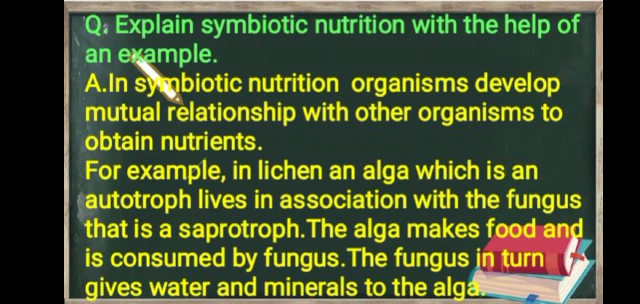 Q. Explain symbiotic nutrition with the help of
an example.
A.In symbiotic nutrition organisms develop
mutual relationship with other organisms to
obtain nutrients.
For example, in lichen an alga which is an
autotroph lives in association with the fungus
that is a saprotroph.The alga makes food and
is consumed by fungus.The fungus in turn
gives water and minerals to the alga.